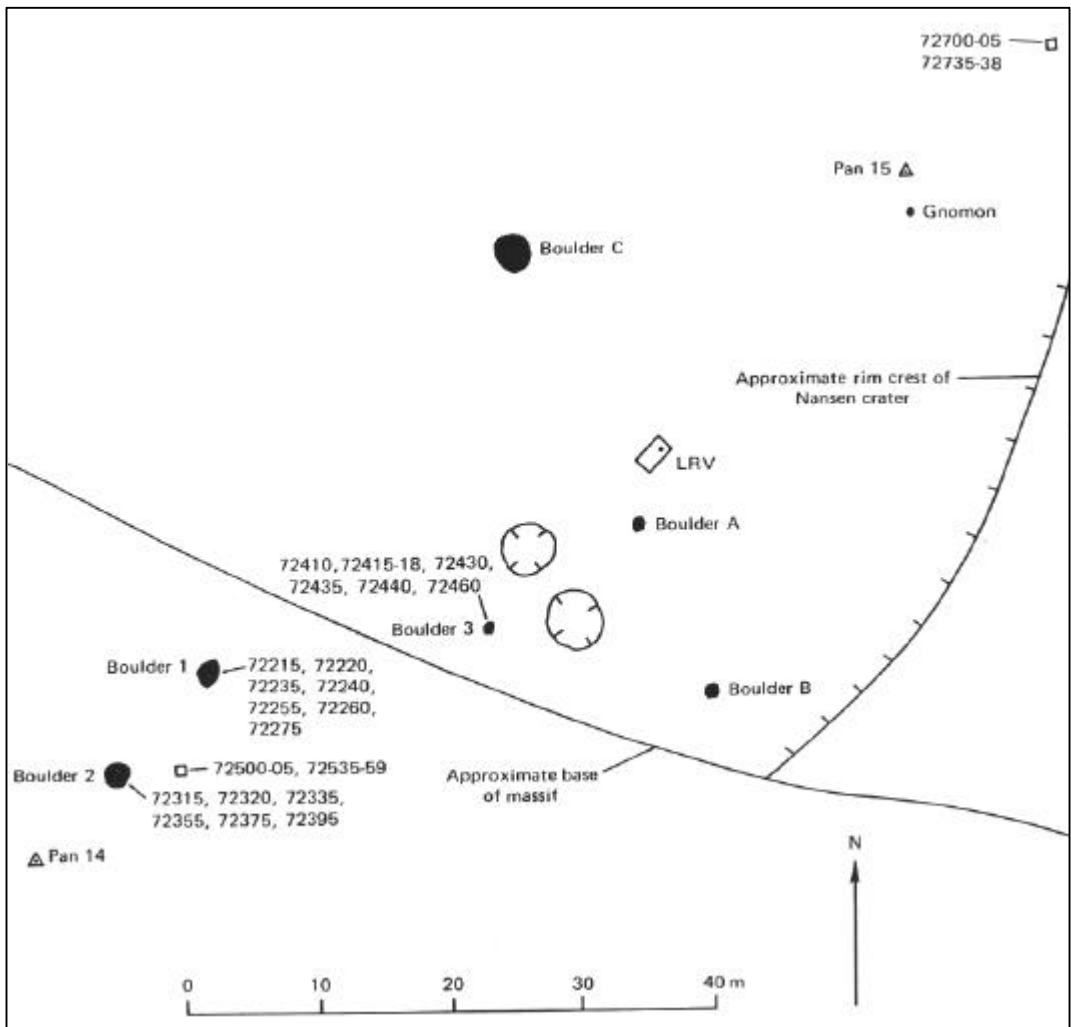 72700-05
72735-38
Pan 15
Gnomon
Boulder C
Approximate rim crest of
Nansen crater
LRV
Boulder A
72410, 72415-18, 72430,
72435, 72440, 72460
Boulder 3
Boulder 1
72215, 72220,
72235, 72240,
72255, 72260,
72275
Boulder B
Boulder 2
72500-05, 72535-59
72315, 72320, 72335,
72355, 72375, 72395
Approximate base
of massif
Pan 14
N
0 10 20 30 40 m